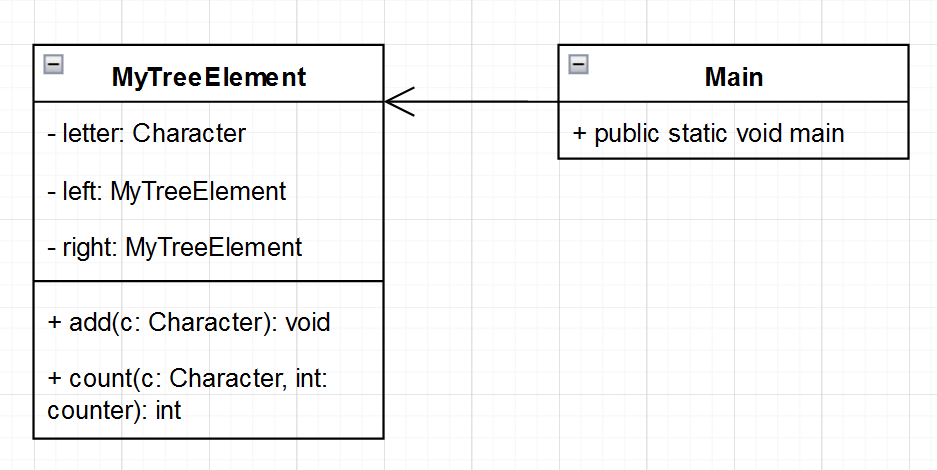 MyTreeElement
- letter: Character
- left: MyTreeElement
- right: MyTreeElement
+ add(c: Character): void
+ count(c: Character, int:
counter): int
Main
+ public static void main